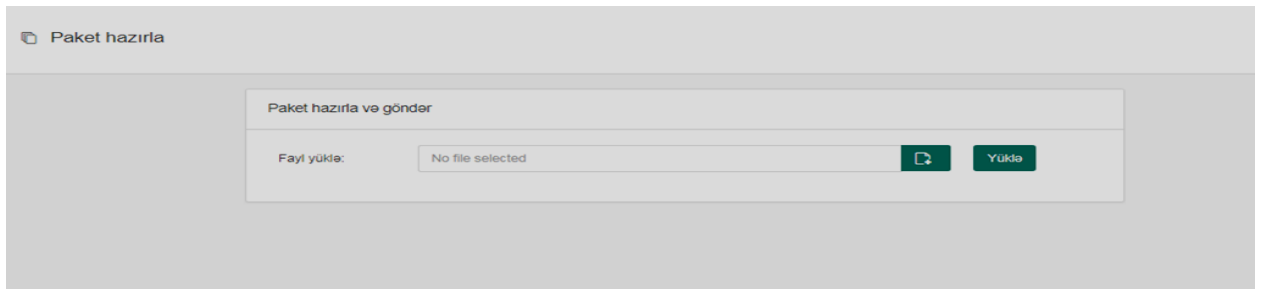 Paket hazırla
Paket hazırla və göndər
Fayl yüklə: No file selected Yüklə